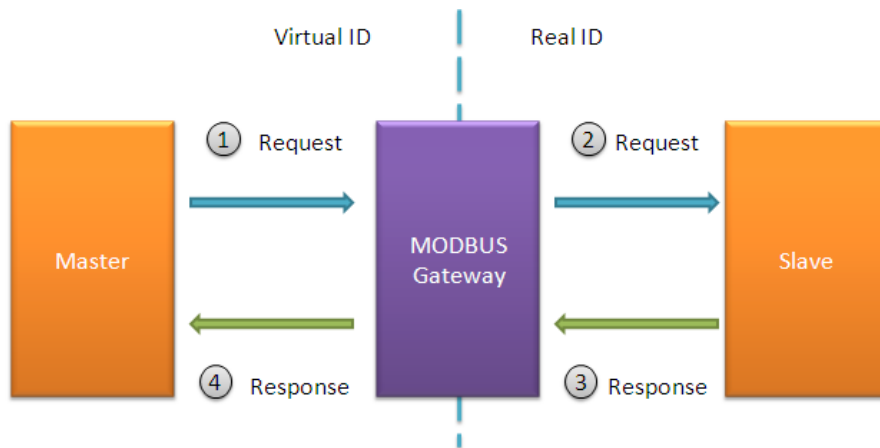 Virtual ID
Real ID
1 Request
2 Request
Master
MODBUS
Gateway
Slave
4 Response
3 Response